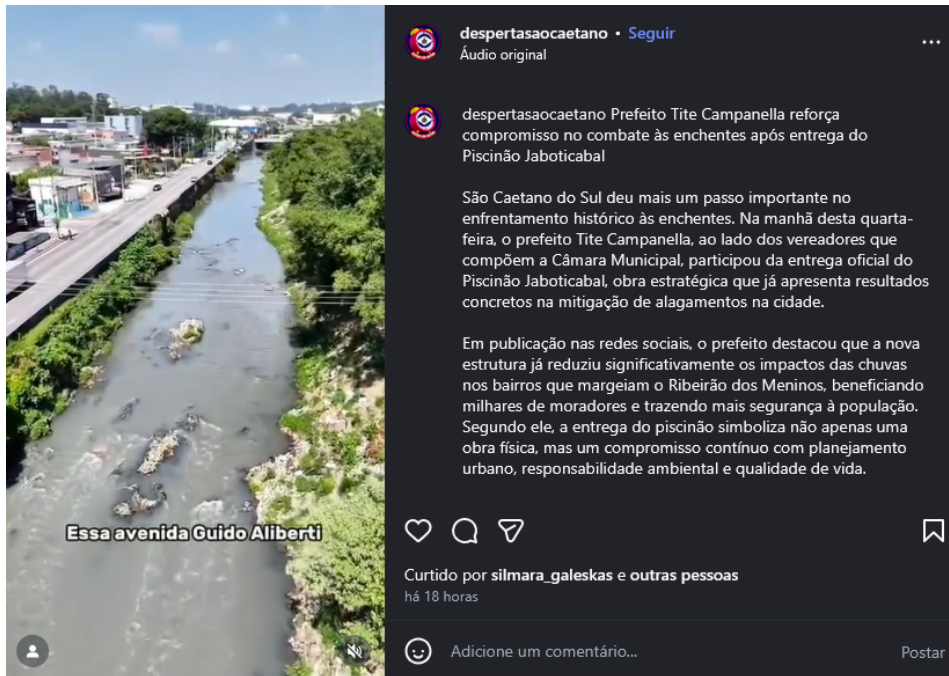 despertasaocaetano • Seguir
Áudio original
despertasaocaetano Prefeito Tite Campanella reforça
compromisso no combate às enchentes após entrega do
Piscinão Jaboticabal
São Caetano do Sul deu mais um passo importante no
enfrentamento histórico às enchentes. Na manhã desta quarta-
feira, o prefeito Tite Campanella, ao lado dos vereadores que
compõem a Câmara Municipal, participou da entrega oficial do
Piscinão Jaboticabal, obra estratégica que já apresenta resultados
concretos na mitigação de alagamentos na cidade.
Em publicação nas redes sociais, o prefeito destacou que a nova
estrutura já reduziu significativamente os impactos das chuvas
nos bairros que margeiam o Ribeirão dos Meninos, beneficiando
milhares de moradores e trazendo mais segurança à população.
Segundo ele, a entrega do piscinão simboliza não apenas uma
obra física, mas um compromisso contínuo com planejamento
urbano, responsabilidade ambiental e qualidade de vida.
Essa avenida Guido Aliberti
Curtido por silmara_galeskas e outras pessoas
há 18 horas
Adicione um comentário...
Postar